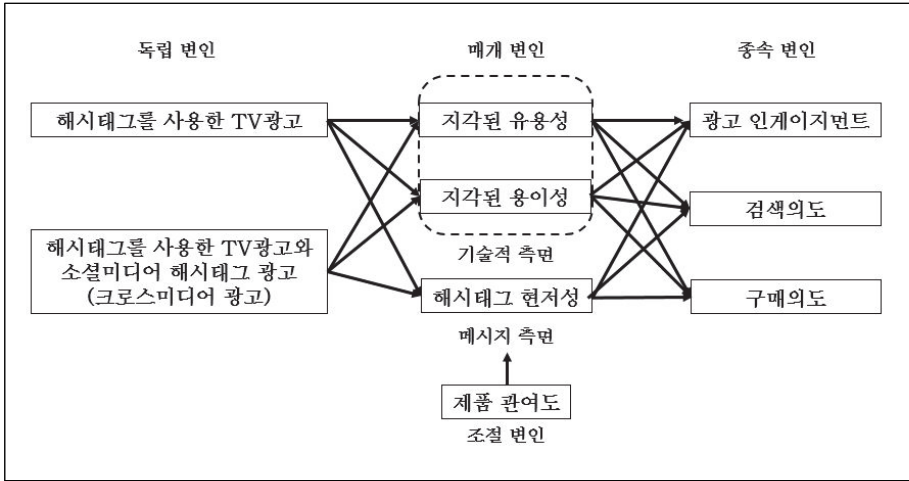 독립 변인
매개 변인
종속 변인
해시태그를 사용한 TV광고
지각된 유용성
광고 인게이지먼트
지각된 용이성
검색의도
해시태그를 사용한 TV광고와
소셜미디어 해시태그 광고
(크로스미디어 광고)
기술적 측면
해시태그 현저성
구매의도
메시지 측면
제품 관여도
조절 변인